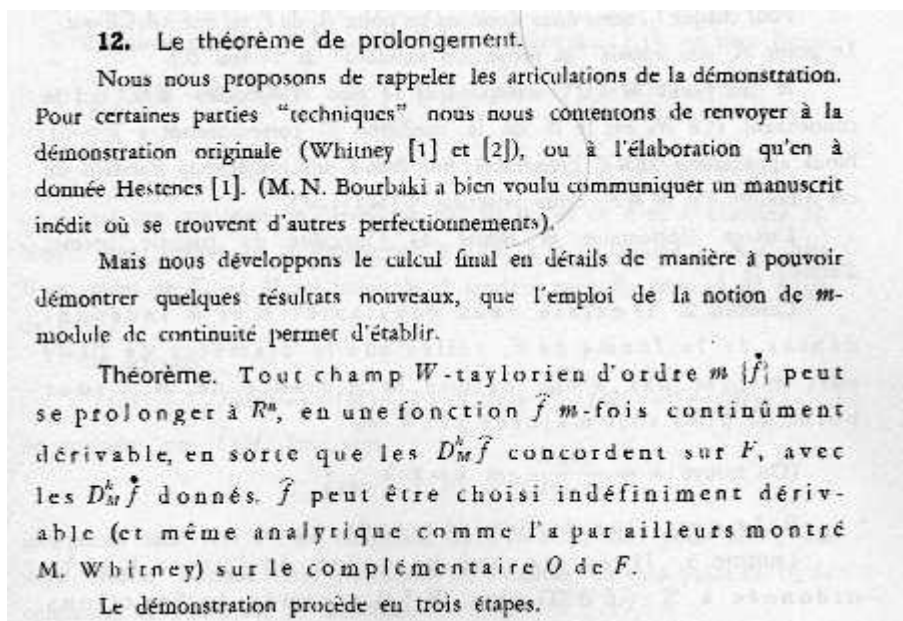 12. Le théorème de prolongement.
Nous nous proposons de rappeler les articulations de la démonstration.
Pour certaines parties “techniques” nous nous contentons de renvoyer à la
démonstration originale (Whitney [1] et [2]), ou à l'élaboration qu'en à
donnée Hestenes [1]. (M. N. Bourbaki a bien voulu communiquer un manuscrit
inédit où se trouvent d'autres perfectionnements).
Mais nous développons le calcul final en détails de manière à pouvoir
démontrer quelques résultats nouveaux, que l'emploi de la notion de m-
module de continuité permet d'établir.
Théorème. Tout champ W-taylorien d'ordre m {ḟ} peut
se prolonger à Rⁿ, en une fonction f̂ m-fois continûment
dérivable, en sorte que les Dᵏ_M f̂ concordent sur F, avec
les Dᵏ_M ḟ donnés. f̂ peut être choisi indéfiniment dériv-
able (et même analytique comme l'a par ailleurs montré
M. Whitney) sur le complémentaire O de F.
Le démonstration procède en trois étapes.